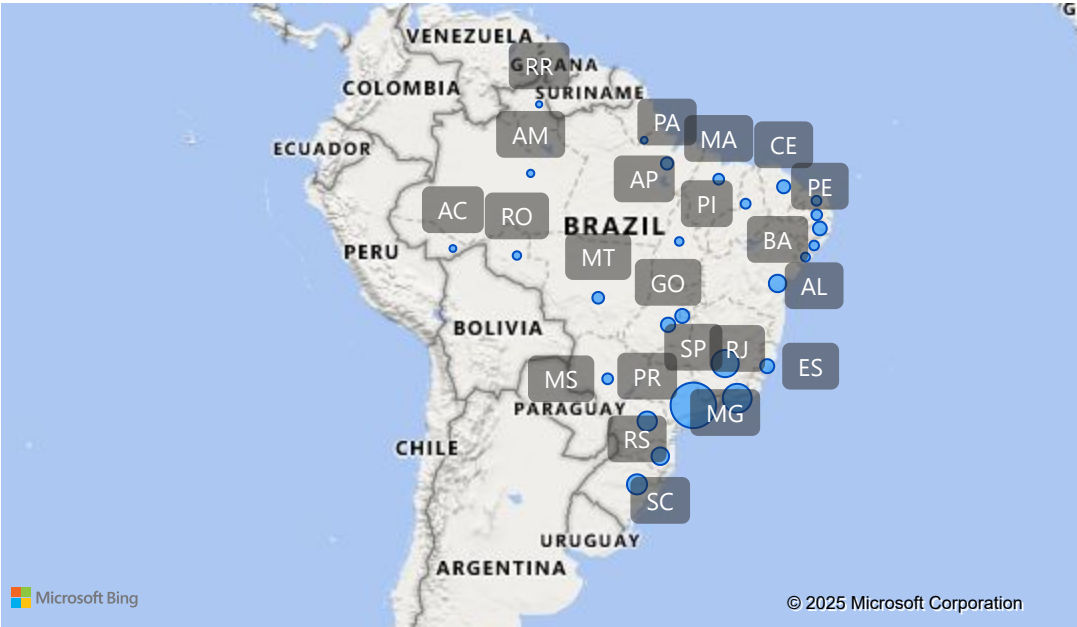 VENEZUELA
RR
GUYANA
COLOMBIA
SURINAME
PA
AM
MA
CE
ECUADOR
AP
PE
PI
AC
RO
BRAZIL
BA
PERU
MT
GO
AL
BOLIVIA
SP
RJ
ES
MS
PR
PARAGUAY
MG
RS
CHILE
SC
URUGUAY
ARGENTINA
Microsoft Bing
© 2025 Microsoft Corporation